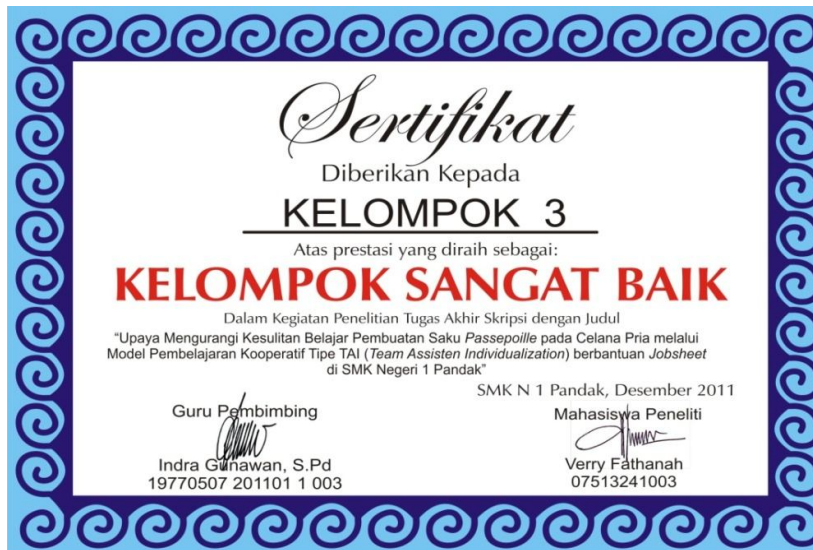 Sertifikat
Diberikan Kepada
KELOMPOK 3
Atas prestasi yang diraih sebagai:
KELOMPOK SANGAT BAIK
Dalam Kegiatan Penelitian Tugas Akhir Skripsi dengan Judul
“Upaya Mengurangi Kesulitan Belajar Pembuatan Saku Passepoille pada Celana Pria melalui
Model Pembelajaran Kooperatif Tipe TAI (Team Assisten Individualization) berbantuan Jobsheet
di SMK Negeri 1 Pandak”
SMK N 1 Pandak, Desember 2011
Guru Pembimbing
Indra Gunawan, S.Pd
19770507 201101 1 003
Mahasiswa Peneliti
Verry Fathanah
07513241003